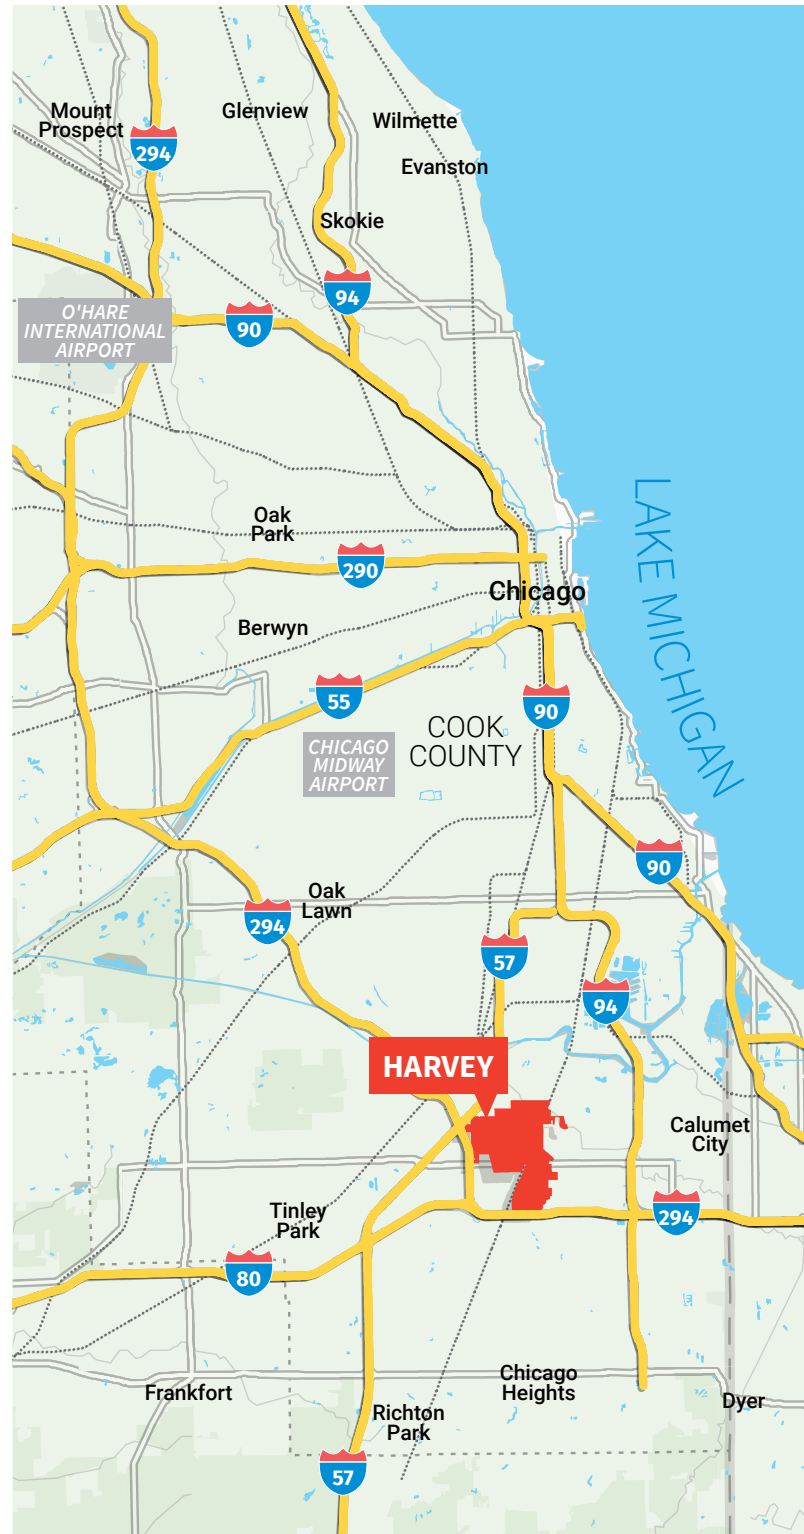 Mount
Prospect
Glenview
Wilmette
294
Evanston
Skokie
94
O'HARE
INTERNATIONAL
AIRPORT
90
LAKE MICHIGAN
Oak
Park
290
Chicago
Berwyn
55
90
COOK
COUNTY
CHICAGO
MIDWAY
AIRPORT
90
Oak
Lawn
294
57
94
HARVEY
Calumet
City
Tinley
Park
294
80
Frankfort
Chicago
Heights
Dyer
Richton
Park
57